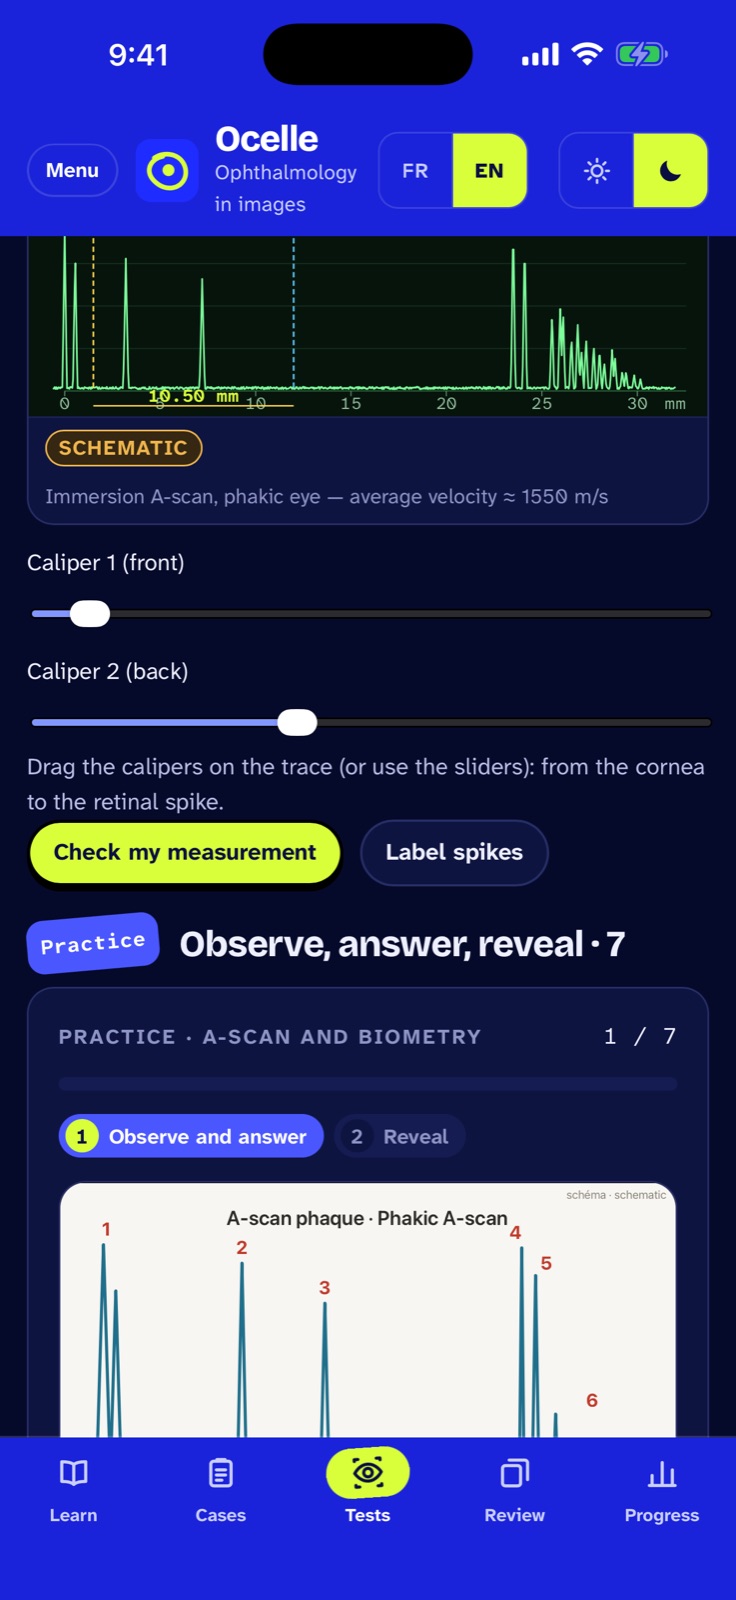 9:41
Menu
Ocelle
Ophthalmology
in images
FR
EN
10.50 mm
0 5 10 15 20 25 30 mm
SCHEMATIC
Immersion A-scan, phakic eye — average velocity ≈ 1550 m/s
Caliper 1 (front)
Caliper 2 (back)
Drag the calipers on the trace (or use the sliders): from the cornea
to the retinal spike.
Check my measurement
Label spikes
Practice
Observe, answer, reveal · 7
PRACTICE · A-SCAN AND BIOMETRY
1 / 7
1 Observe and answer
2 Reveal
schéma · schematic
A-scan phaque · Phakic A-scan
1
2
3
4
5
6
Learn
Cases
Tests
Review
Progress